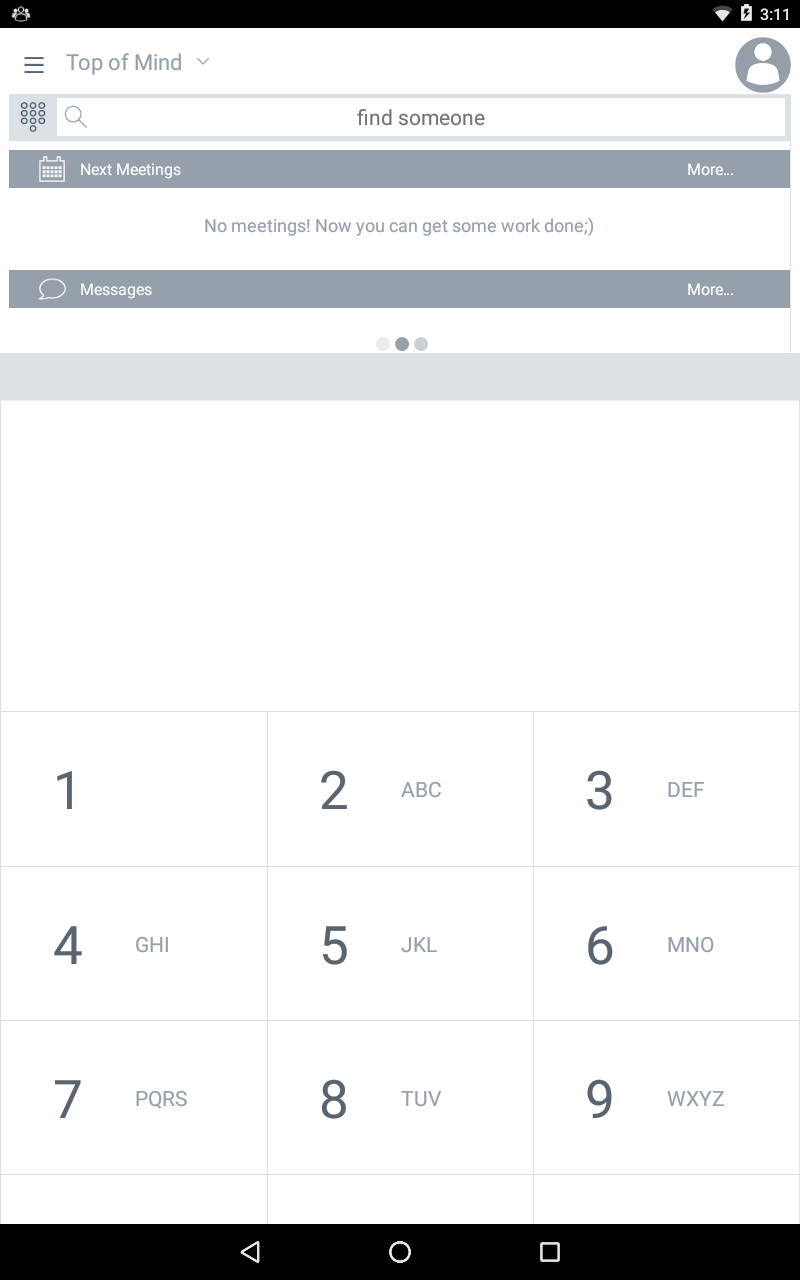 3:11
Top of Mind
find someone
Next Meetings More...
No meetings! Now you can get some work done;)
Messages More...
1 2 ABC 3 DEF
4 GHI 5 JKL 6 MNO
7 PQRS 8 TUV 9 WXYZ